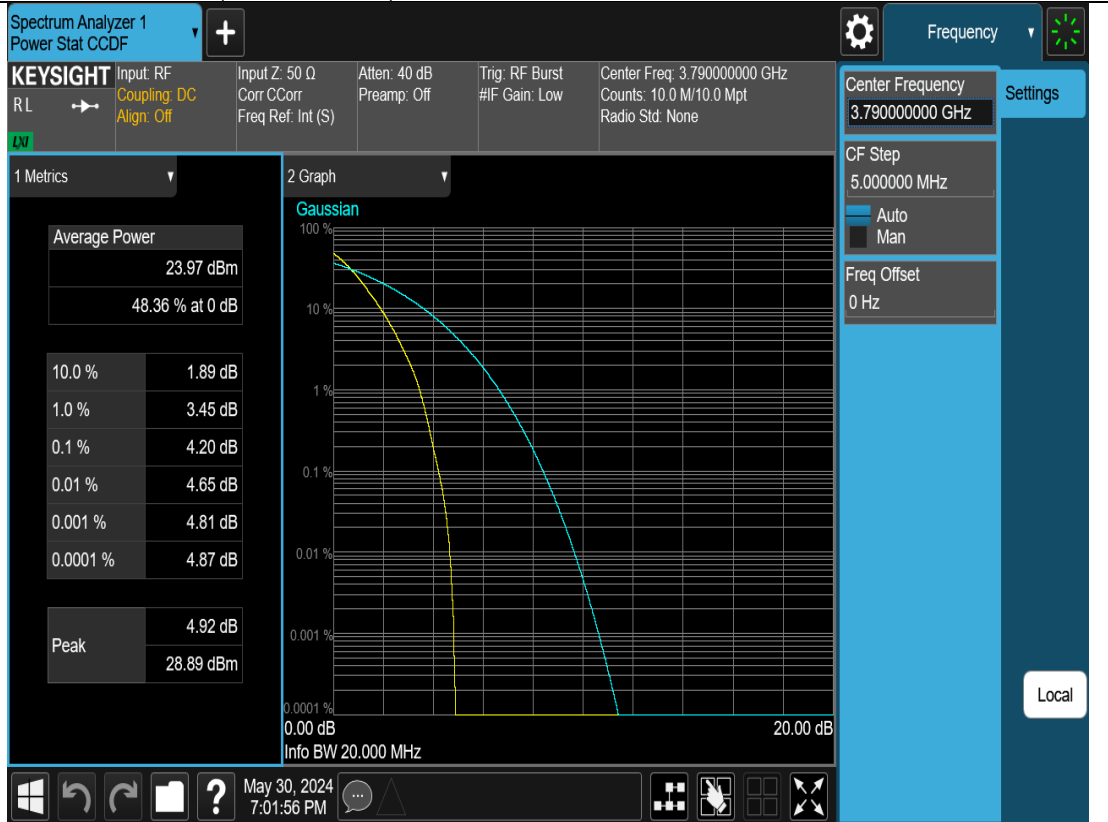 Spectrum Analyzer 1
Power Stat CCDF
Frequency
KEYSIGHT
R L
LXI
Input: RF
Coupling: DC
Align: Off
Input Z: 50 Ω
Corr CCorr
Freq Ref: Int (S)
Atten: 40 dB
Preamp: Off
Trig: RF Burst
#IF Gain: Low
Center Freq: 3.790000000 GHz
Counts: 10.0 M/10.0 Mpt
Radio Std: None
Center Frequency
3.790000000 GHz
Settings
CF Step
5.000000 MHz
Auto
Man
Freq Offset
0 Hz
Local
1 Metrics
Average Power
23.97 dBm
48.36 % at 0 dB
10.0 % 1.89 dB
1.0 % 3.45 dB
0.1 % 4.20 dB
0.01 % 4.65 dB
0.001 % 4.81 dB
0.0001 % 4.87 dB
Peak
4.92 dB
28.89 dBm
2 Graph
Gaussian
100 %
10 %
1 %
0.1 %
0.01 %
0.001 %
0.0001 %
0.00 dB 20.00 dB
Info BW 20.000 MHz
?
May 30, 2024
7:01:56 PM